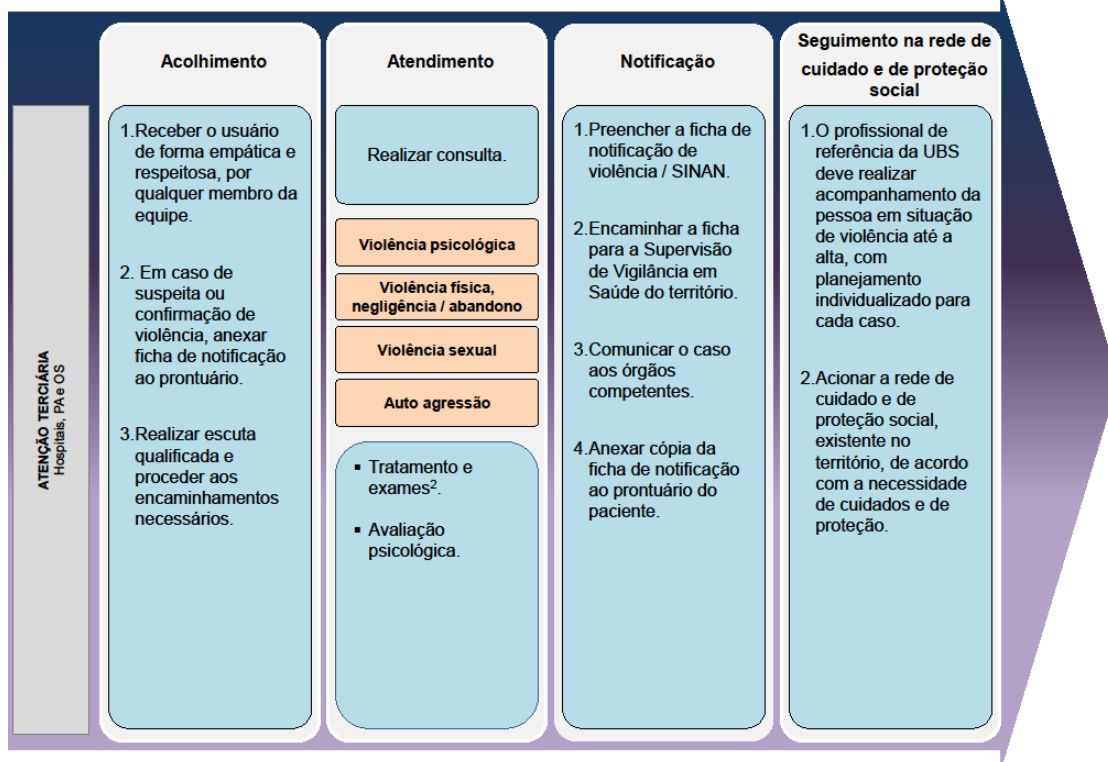 ATENÇÃO TERCIÁRIA
Hospitais, PA e OS
Acolhimento
1.Receber o usuário
de forma empática e
respeitosa, por
qualquer membro da
equipe.
2. Em caso de
suspeita ou
confirmação de
violência, anexar
ficha de notificação
ao prontuário.
3.Realizar escuta
qualificada e
proceder aos
encaminhamentos
necessários.
Atendimento
Realizar consulta.
Violência psicológica
Violência física,
negligência / abandono
Violência sexual
Auto agressão
▪ Tratamento e
exames².
▪ Avaliação
psicológica.
Notificação
1.Preencher a ficha de
notificação de
violência / SINAN.
2.Encaminhar a ficha
para a Supervisão
de Vigilância em
Saúde do território.
3.Comunicar o caso
aos órgãos
competentes.
4.Anexar cópia da
ficha de notificação
ao prontuário do
paciente.
Seguimento na rede de
cuidado e de proteção
social
1.O profissional de
referência da UBS
deve realizar
acompanhamento da
pessoa em situação
de violência até a
alta, com
planejamento
individualizado para
cada caso.
2.Acionar a rede de
cuidado e de
proteção social,
existente no
território, de acordo
com a necessidade
de cuidados e de
proteção.